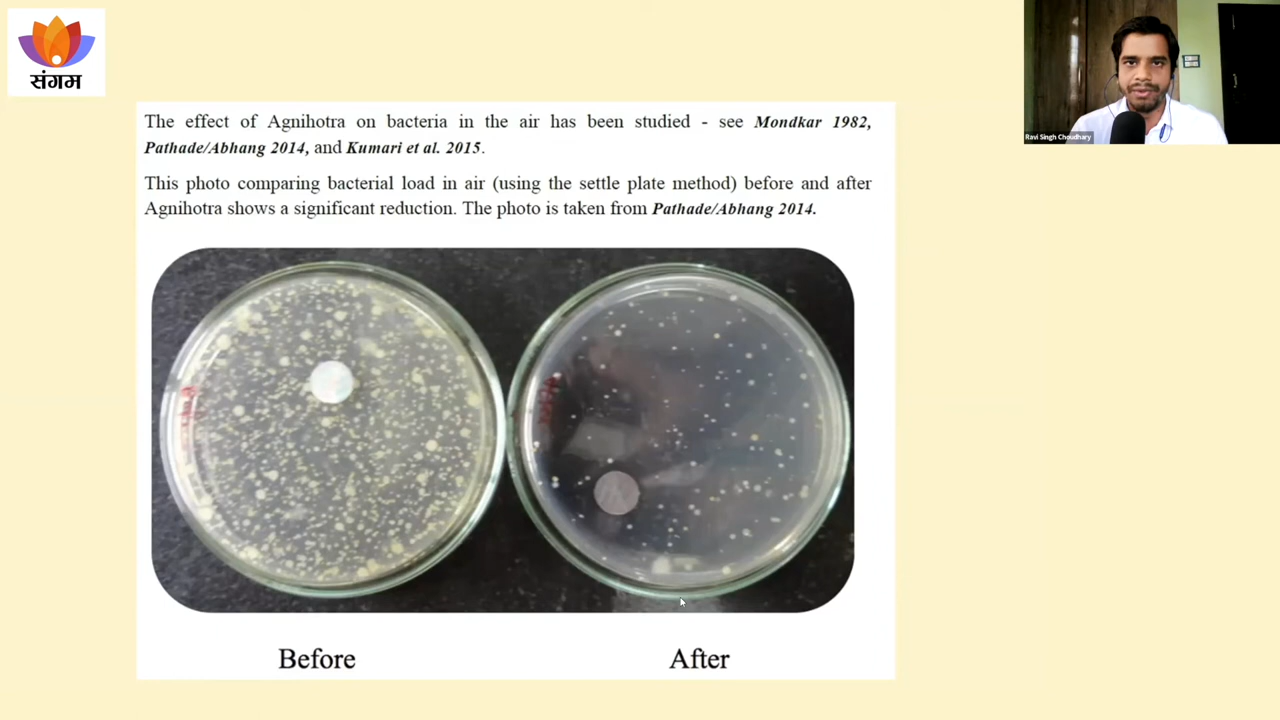 संगम
Ravi Singh Choudhary
The effect of Agnihotra on bacteria in the air has been studied - see Mondkar 1982,
Pathade/Abhang 2014, and Kumari et al. 2015.
This photo comparing bacterial load in air (using the settle plate method) before and after
Agnihotra shows a significant reduction. The photo is taken from Pathade/Abhang 2014.
Before
After